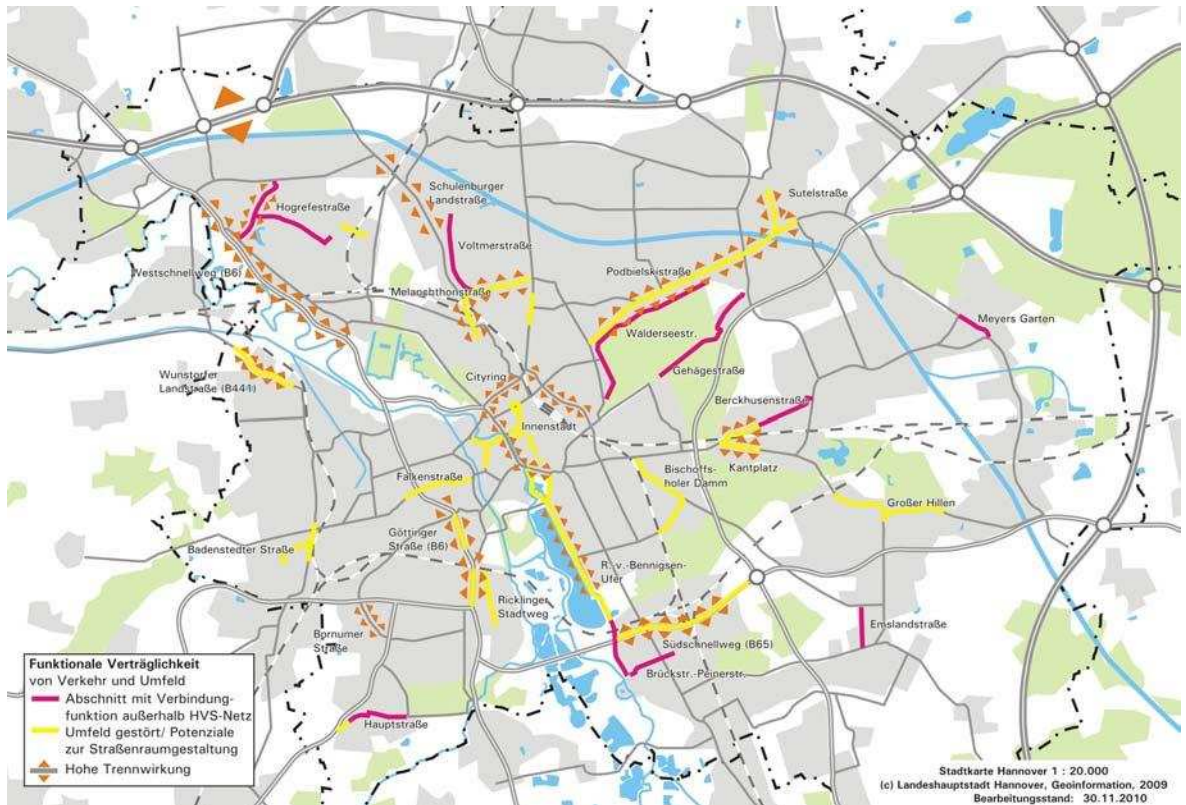 Sutelstraße
Schulenburger
Landstraße
Hogrefestraße
Voltmerstraße
Westschnellweg (B6)
Podbielskistraße
Melanchthonstraße
Walderseestr.
Meyers Garten
Gehägestraße
Wunstorfer
Landstraße (B441)
Cityring
Berckhusenstraße
Innenstadt
Kantplatz
Falkenstraße
Bischoffs-
holer Damm
Großer Hillen
Göttinger
Straße (B6)
Badenstedter Straße
R. v.-Bennigsen-
Ufer
Ricklinger
Stadtweg
Bornumer
Straße
Emslandstraße
Südschnellweg (B65)
Brückstr.-Peinerstr.
Hauptstraße
Funktionale Verträglichkeit
von Verkehr und Umfeld
Abschnitt mit Verbindung-
funktion außerhalb HVS-Netz
Umfeld gestört/ Potenziale
zur Straßenraumgestaltung
Hohe Trennwirkung
Stadtkarte Hannover 1 : 20.000
(c) Landeshauptstadt Hannover, Geoinformation, 2009
Bearbeitungsstand: 30.11.2010